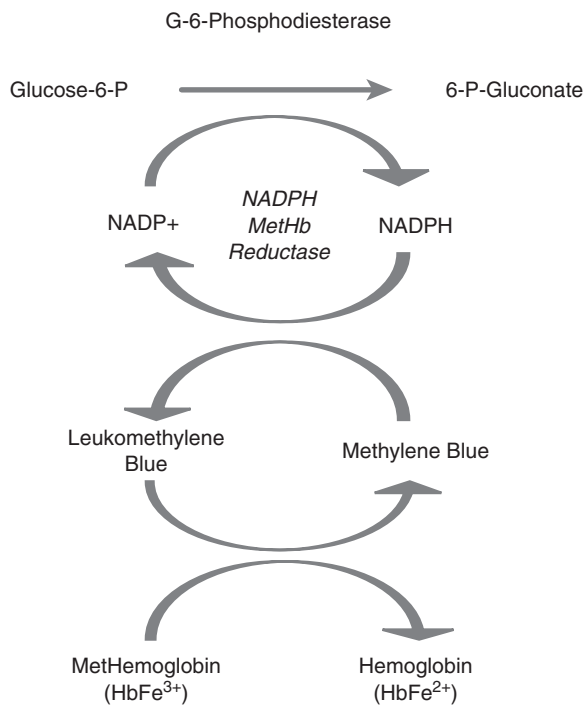 G-6-Phosphodiesterase
Glucose-6-P
6-P-Gluconate
NADP+
NADPH
MetHb
Reductase
NADPH
Leukomethylene
Blue
Methylene Blue
MetHemoglobin
(HbFe³⁺)
Hemoglobin
(HbFe²⁺)